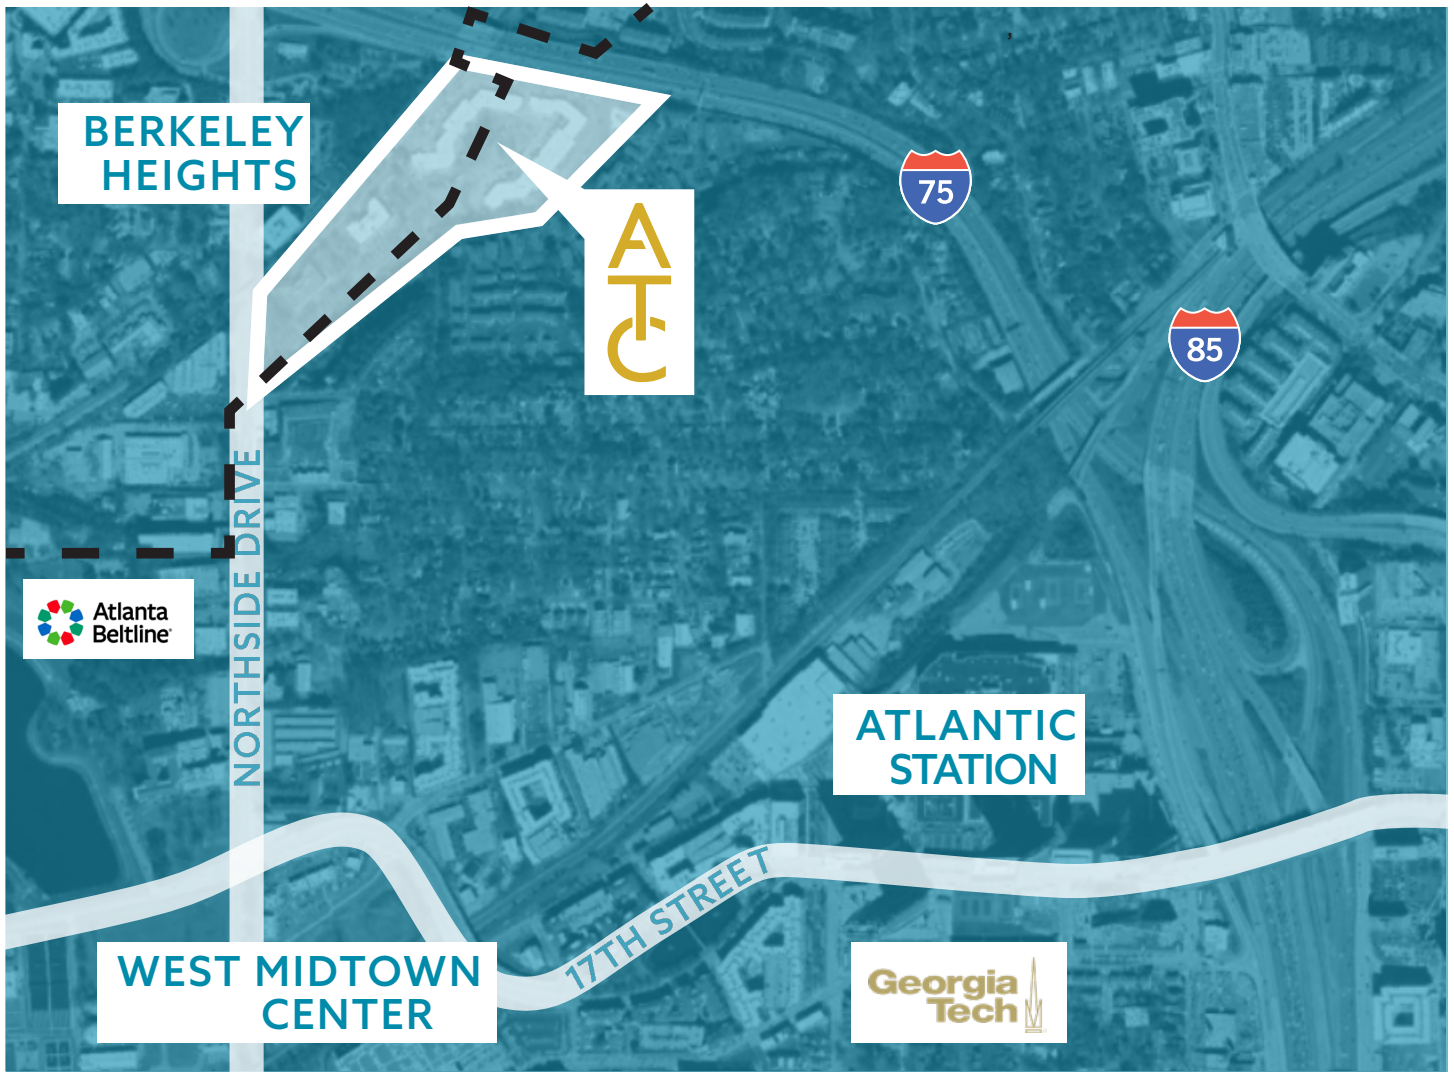 BERKELEY
HEIGHTS
75
ATC
85
NORTHSIDE DRIVE
Atlanta
Beltline
ATLANTIC
STATION
17TH STREET
WEST MIDTOWN
CENTER
Georgia
Tech